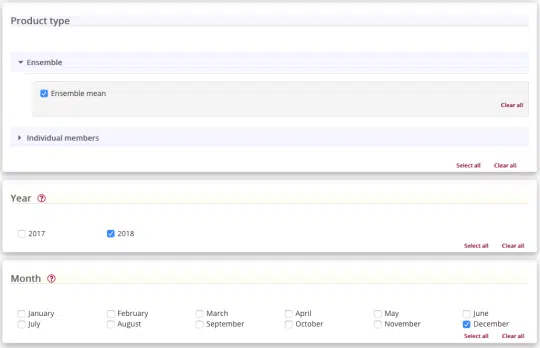 Product type
Ensemble
Ensemble mean
Clear all
Individual members
Select all Clear all
Year ?
2017 2018
Select all Clear all
Month ?
January February March April May June
July August September October November December
Select all Clear all